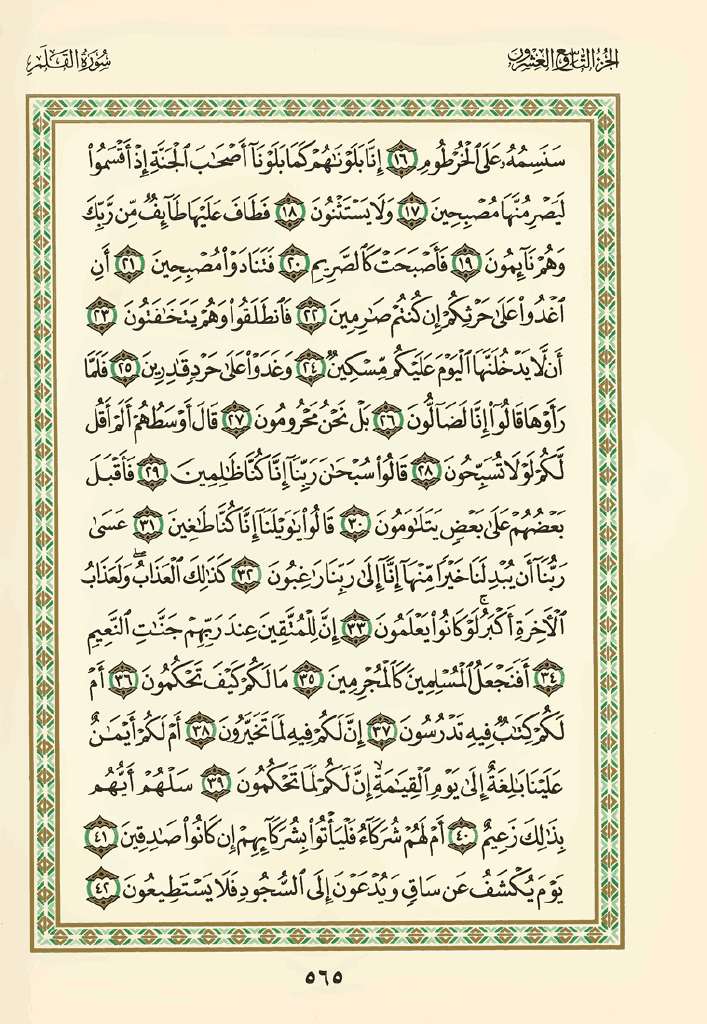 الجزء التاسع والعشرون
سورة القلم
سَنَسِمُهُۥ عَلَى ٱلۡخُرۡطُومِ ١٦ إِنَّا بَلَوۡنَٰهُمۡ كَمَا بَلَوۡنَآ أَصۡحَٰبَ ٱلۡجَنَّةِ إِذۡ أَقۡسَمُواْ
لَيَصۡرِمُنَّهَا مُصۡبِحِينَ ١٧ وَلَا يَسۡتَثۡنُونَ ١٨ فَطَافَ عَلَيۡهَا طَآئِفٞ مِّن رَّبِّكَ
وَهُمۡ نَآئِمُونَ ١٩ فَأَصۡبَحَتۡ كَٱلصَّرِيمِ ٢٠ فَتَنَادَوۡاْ مُصۡبِحِينَ ٢١ أَنِ
ٱغۡدُواْ عَلَىٰ حَرۡثِكُمۡ إِن كُنتُمۡ صَٰرِمِينَ ٢٢ فَٱنطَلَقُواْ وَهُمۡ يَتَخَٰفَتُونَ ٢٣
أَن لَّا يَدۡخُلَنَّهَا ٱلۡيَوۡمَ عَلَيۡكُم مِّسۡكِينٞ ٢٤ وَغَدَوۡاْ عَلَىٰ حَرۡدٖ قَٰدِرِينَ ٢٥ فَلَمَّا
رَأَوۡهَا قَالُوٓاْ إِنَّا لَضَآلُّونَ ٢٦ بَلۡ نَحۡنُ مَحۡرُومُونَ ٢٧ قَالَ أَوۡسَطُهُمۡ أَلَمۡ أَقُل
لَّكُمۡ لَوۡلَا تُسَبِّحُونَ ٢٨ قَالُواْ سُبۡحَٰنَ رَبِّنَآ إِنَّا كُنَّا ظَٰلِمِينَ ٢٩ فَأَقۡبَلَ
بَعۡضُهُمۡ عَلَىٰ بَعۡضٖ يَتَلَٰوَمُونَ ٣٠ قَالُواْ يَٰوَيۡلَنَآ إِنَّا كُنَّا طَٰغِينَ ٣١ عَسَىٰ
رَبُّنَآ أَن يُبۡدِلَنَا خَيۡرٗا مِّنۡهَآ إِنَّآ إِلَىٰ رَبِّنَا رَٰغِبُونَ ٣٢ كَذَٰلِكَ ٱلۡعَذَابُۖ وَلَعَذَابُ
ٱلۡأٓخِرَةِ أَكۡبَرُۚ لَوۡ كَانُواْ يَعۡلَمُونَ ٣٣ إِنَّ لِلۡمُتَّقِينَ عِندَ رَبِّهِمۡ جَنَّٰتِ ٱلنَّعِيمِ
٣٤ أَفَنَجۡعَلُ ٱلۡمُسۡلِمِينَ كَٱلۡمُجۡرِمِينَ ٣٥ مَا لَكُمۡ كَيۡفَ تَحۡكُمُونَ ٣٦ أَمۡ
لَكُمۡ كِتَٰبٞ فِيهِ تَدۡرُسُونَ ٣٧ إِنَّ لَكُمۡ فِيهِ لَمَا تَخَيَّرُونَ ٣٨ أَمۡ لَكُمۡ أَيۡمَٰنٌ
عَلَيۡنَا بَٰلِغَةٌ إِلَىٰ يَوۡمِ ٱلۡقِيَٰمَةِۙ إِنَّ لَكُمۡ لَمَا تَحۡكُمُونَ ٣٩ سَلۡهُمۡ أَيُّهُم
بِذَٰلِكَ زَعِيمٌ ٤٠ أَمۡ لَهُمۡ شُرَكَآءُ فَلۡيَأۡتُواْ بِشُرَكَآئِهِمۡ إِن كَانُواْ صَٰدِقِينَ ٤١
يَوۡمَ يُكۡشَفُ عَن سَاقٖ وَيُدۡعَوۡنَ إِلَى ٱلسُّجُودِ فَلَا يَسۡتَطِيعُونَ ٤٢
٥٦٥